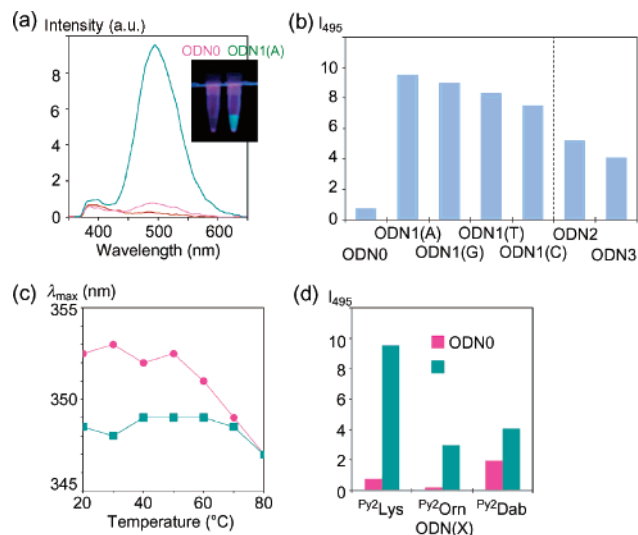 (a)
Intensity (a.u.)
ODN0 ODN1(A)
8
6
4
2
0
400 500 600
Wavelength (nm)
(b)
I495
12
10
8
6
4
2
0
ODN1(A) ODN1(T) ODN2
ODN0 ODN1(G) ODN1(C) ODN3
(c)
λmax (nm)
355
350
345
20 30 40 50 60 70 80
Temperature (°C)
(d)
I495
10
8
6
4
2
0
ODN0
Py2Lys Py2Orn Py2Dab
ODN(X)